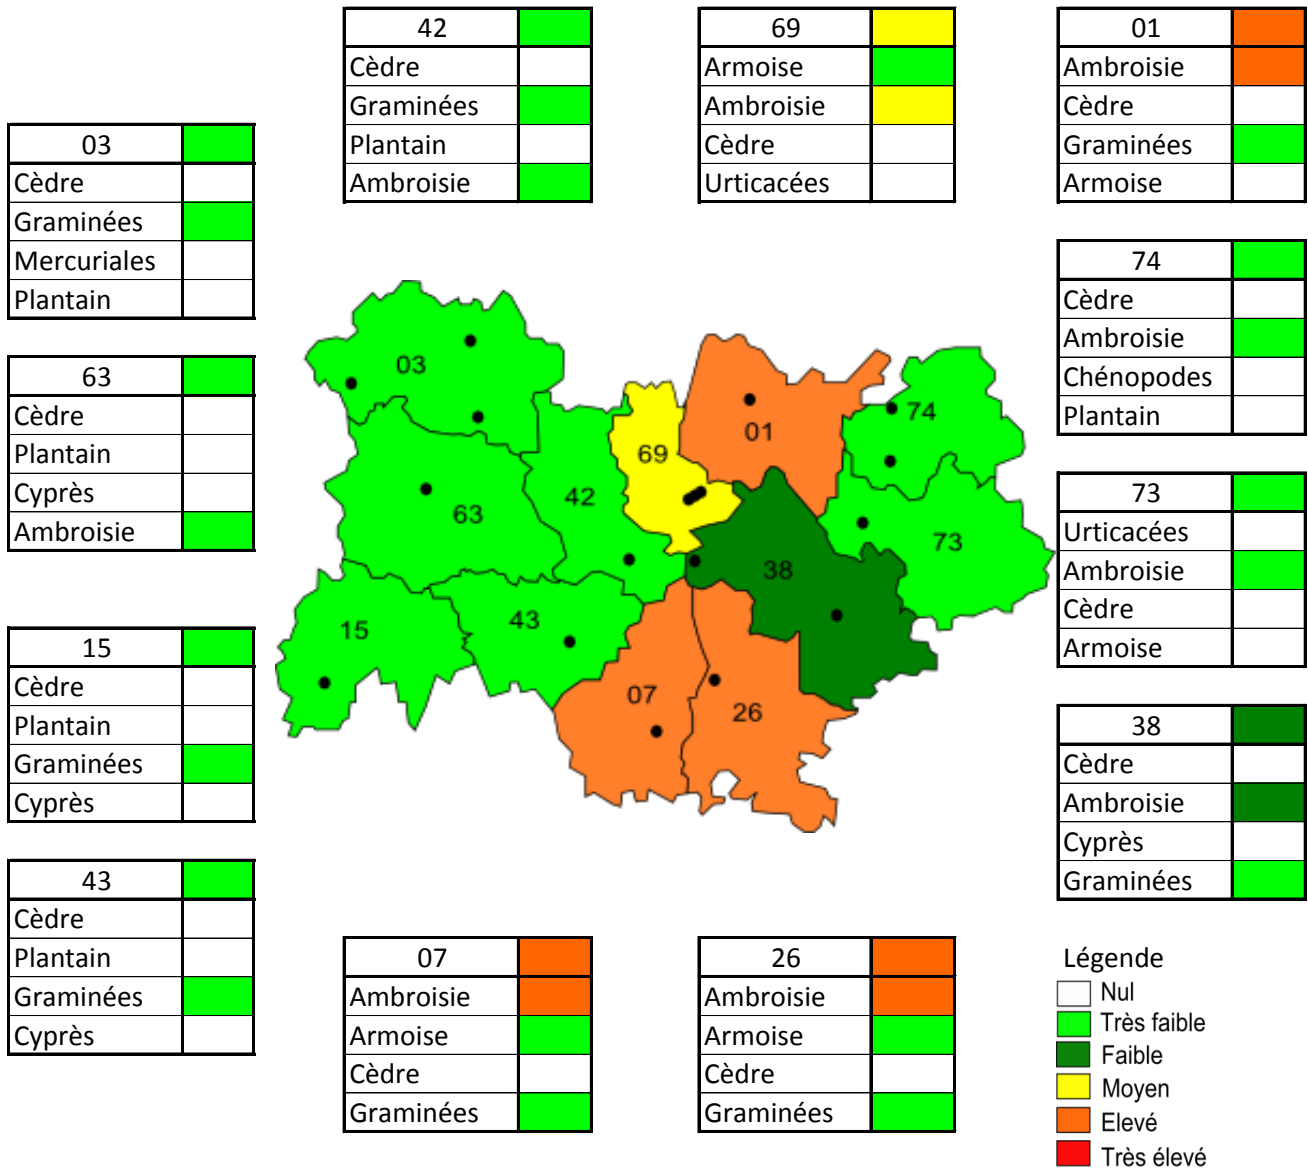 42
Cèdre
Graminées
Plantain
Ambroisie
69
Armoise
Ambroisie
Cèdre
Urticacées
01
Ambroisie
Cèdre
Graminées
Armoise
03
Cèdre
Graminées
Mercuriales
Plantain
63
Cèdre
Plantain
Cyprès
Ambroisie
15
Cèdre
Plantain
Graminées
Cyprès
43
Cèdre
Plantain
Graminées
Cyprès
03
63
15
43
42
69
01
74
73
38
07
26
74
Cèdre
Ambroisie
Chénopodes
Plantain
73
Urticacées
Ambroisie
Cèdre
Armoise
38
Cèdre
Ambroisie
Cyprès
Graminées
07
Ambroisie
Armoise
Cèdre
Graminées
26
Ambroisie
Armoise
Cèdre
Graminées
Légende
Nul
Très faible
Faible
Moyen
Elevé
Très élevé